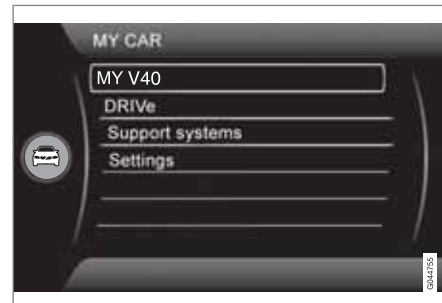 MY CAR
MY V40
DRIVe
Support systems
Settings
G044755